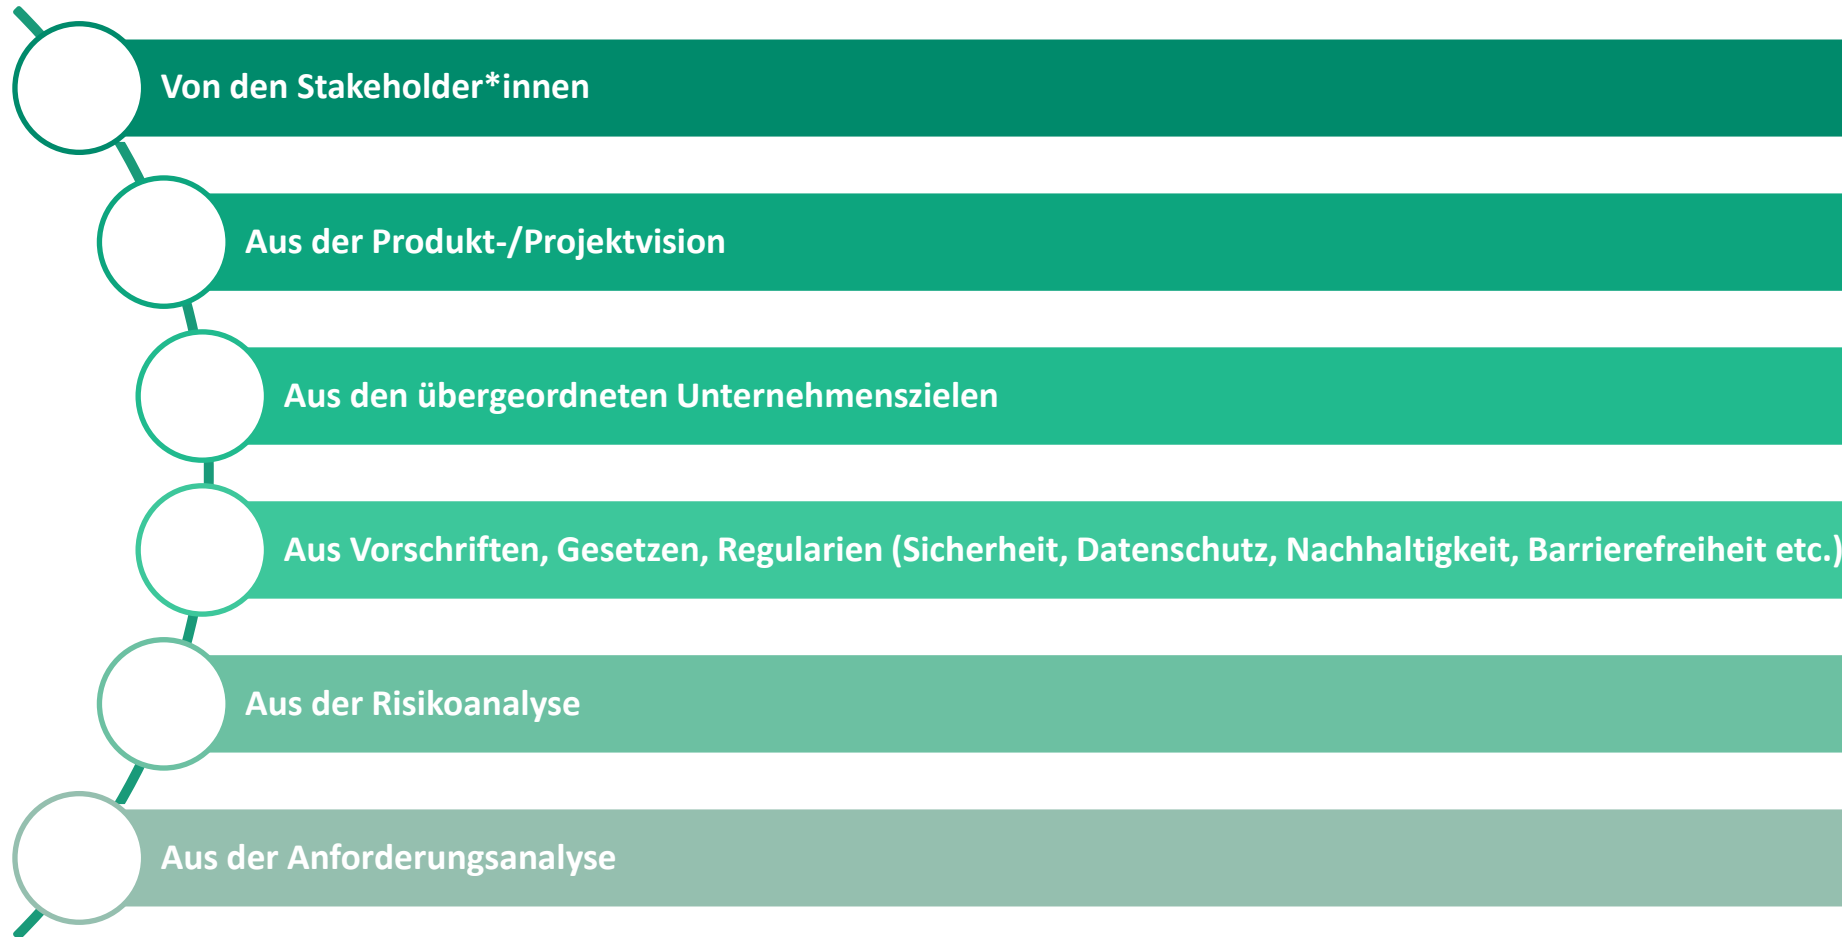 Von den Stakeholder*innen
Aus der Produkt-/Projektvision
Aus den übergeordneten Unternehmenszielen
Aus Vorschriften, Gesetzen, Regularien (Sicherheit, Datenschutz, Nachhaltigkeit, Barrierefreiheit etc.)
Aus der Risikoanalyse
Aus der Anforderungsanalyse